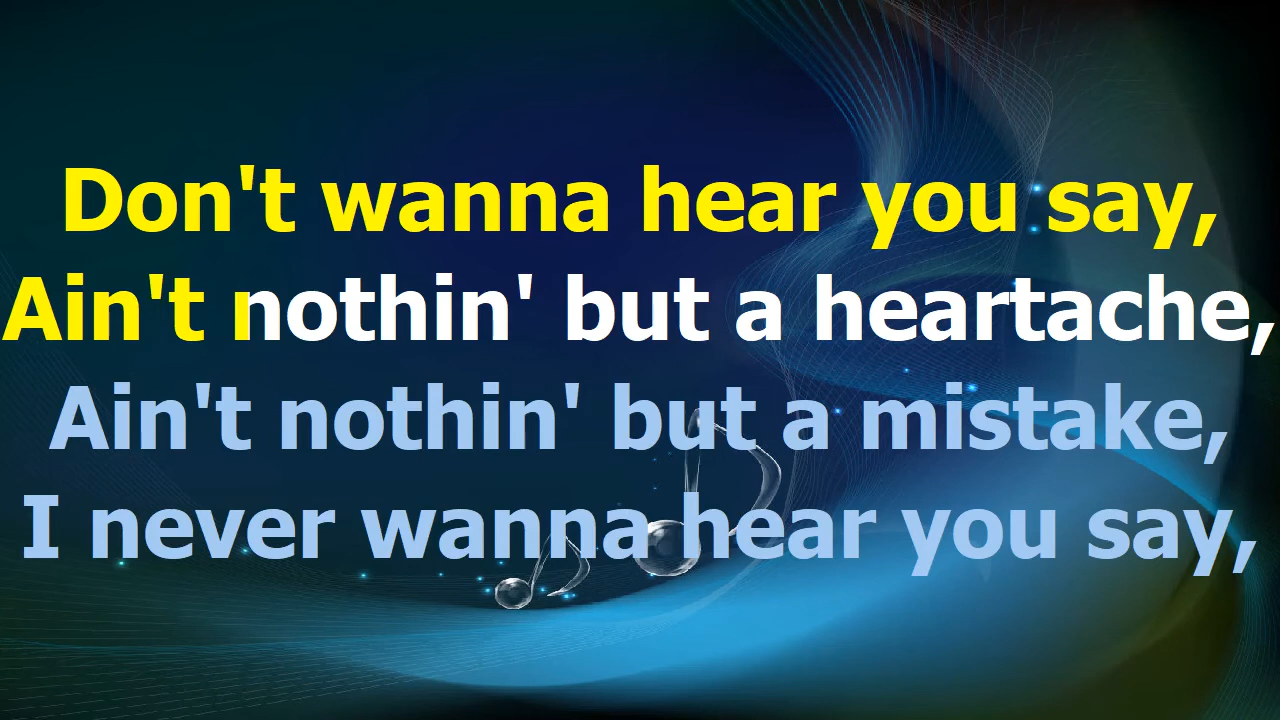 Don't wanna hear you say,
Ain't nothin' but a heartache,
Ain't nothin' but a mistake,
I never wanna hear you say,